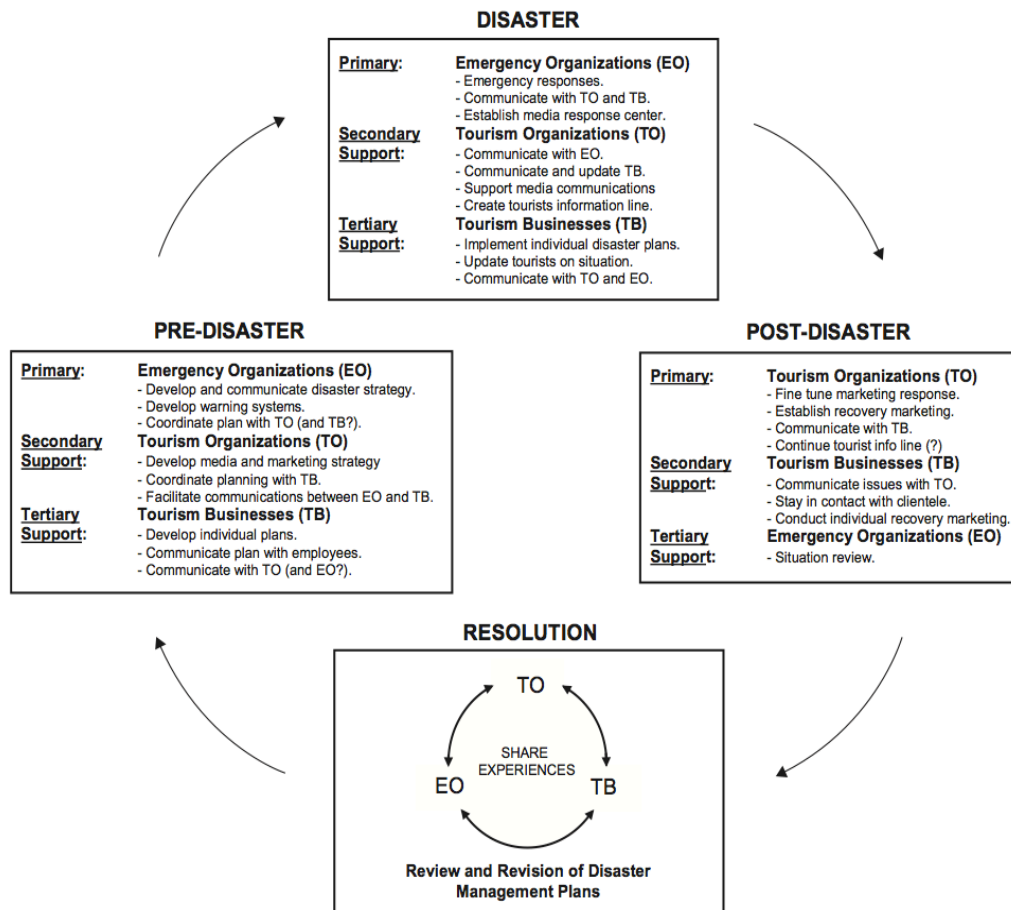 DISASTER
Primary: Emergency Organizations (EO)
- Emergency responses.
- Communicate with TO and TB.
- Establish media response center.
Secondary Tourism Organizations (TO)
Support: - Communicate with EO.
- Communicate and update TB.
- Support media communications
- Create tourists information line.
Tertiary Tourism Businesses (TB)
Support: - Implement individual disaster plans.
- Update tourists on situation.
- Communicate with TO and EO.
PRE-DISASTER
Primary: Emergency Organizations (EO)
- Develop and communicate disaster strategy.
- Develop warning systems.
- Coordinate plan with TO (and TB?).
Secondary Tourism Organizations (TO)
Support: - Develop media and marketing strategy
- Coordinate planning with TB.
- Facilitate communications between EO and TB.
Tertiary Tourism Businesses (TB)
Support: - Develop individual plans.
- Communicate plan with employees.
- Communicate with TO (and EO?).
POST-DISASTER
Primary: Tourism Organizations (TO)
- Fine tune marketing response.
- Establish recovery marketing.
- Communicate with TB.
- Continue tourist info line (?)
Secondary Tourism Businesses (TB)
Support: - Communicate issues with TO.
- Stay in contact with clientele.
- Conduct individual recovery marketing.
Tertiary Emergency Organizations (EO)
Support: - Situation review.
RESOLUTION
TO
SHARE
EXPERIENCES
EO TB
Review and Revision of Disaster
Management Plans